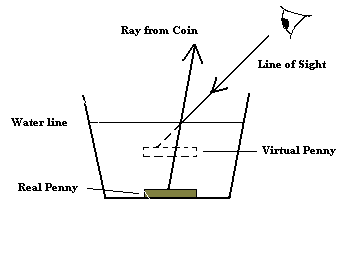 Ray from Coin
Line of Sight
Water line
Virtual Penny
Real Penny